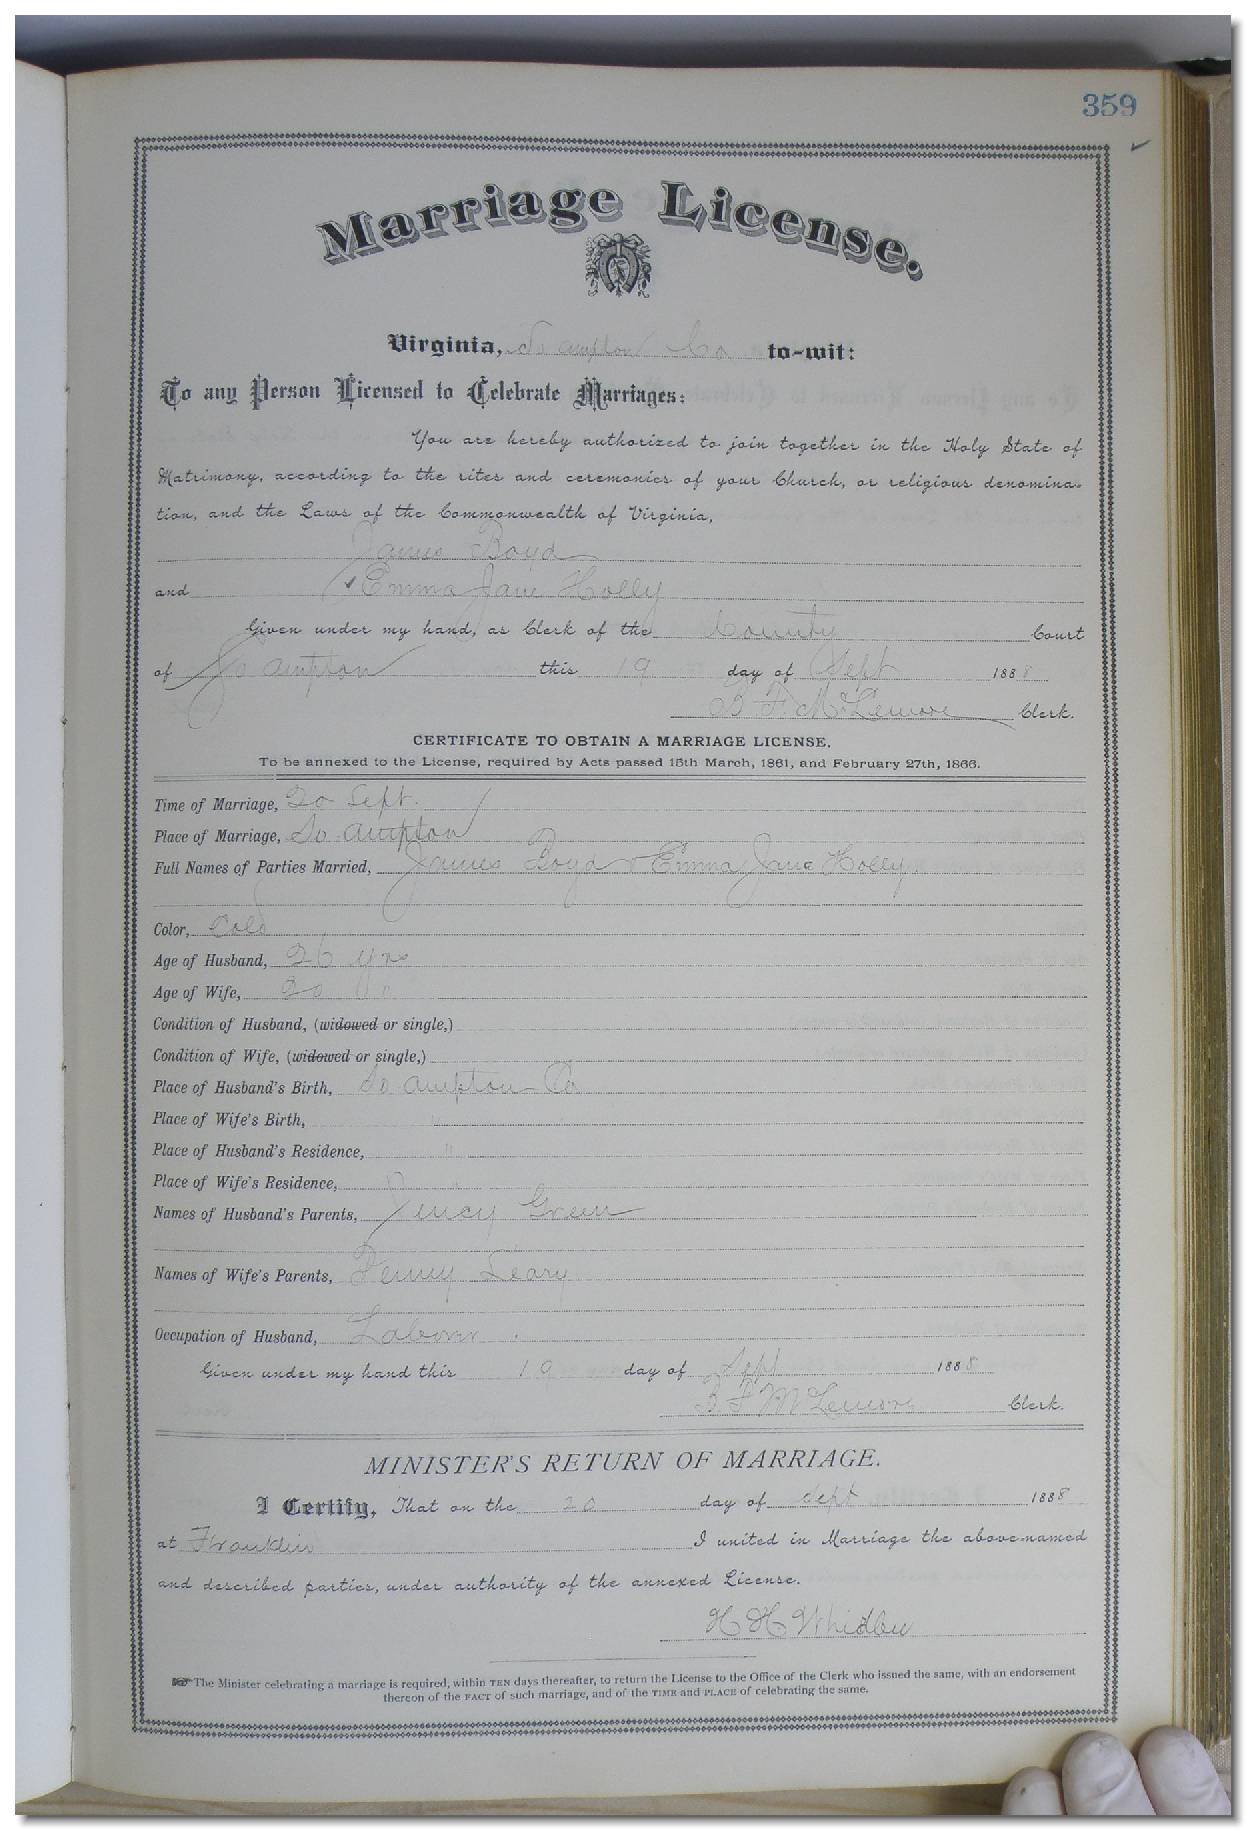 359
Marriage License.
Virginia, So ampton Co to-wit:
To any Person Licensed to Celebrate Marriages:
You are hereby authorized to join together in the Holy State of
Matrimony, according to the rites and ceremonies of your Church, or religious denomina-
tion, and the Laws of the Commonwealth of Virginia,
James Boyd
and Emma Jane Holly
Given under my hand, as Clerk of the County Court
of So ampton this 19 day of Sept 1888
B F McLemore Clerk.
CERTIFICATE TO OBTAIN A MARRIAGE LICENSE,
To be annexed to the License, required by Acts passed 15th March, 1861, and February 27th, 1866.
Time of Marriage, 20 Sept.
Place of Marriage, So ampton
Full Names of Parties Married, James Boyd & Emma Jane Holly
Color, Cold
Age of Husband, 26 yrs
Age of Wife, 20 "
Condition of Husband, (widowed or single,)
Condition of Wife, (widowed or single,)
Place of Husband's Birth, So ampton Co
Place of Wife's Birth, "
Place of Husband's Residence, "
Place of Wife's Residence, "
Names of Husband's Parents, Green
Names of Wife's Parents, Penny Leary
Occupation of Husband, Laborer
Given under my hand this 19 day of Sept 1888
B F McLemore Clerk.
MINISTER'S RETURN OF MARRIAGE.
I Certify, That on the 20 day of Sept 1888
at Franklin I united in Marriage the above-named
and described parties, under authority of the annexed License.
H H Whidbee
The Minister celebrating a marriage is required, within TEN days thereafter, to return the License to the Office of the Clerk who issued the same, with an endorsement
thereon of the FACT of such marriage, and of the TIME and PLACE of celebrating the same.